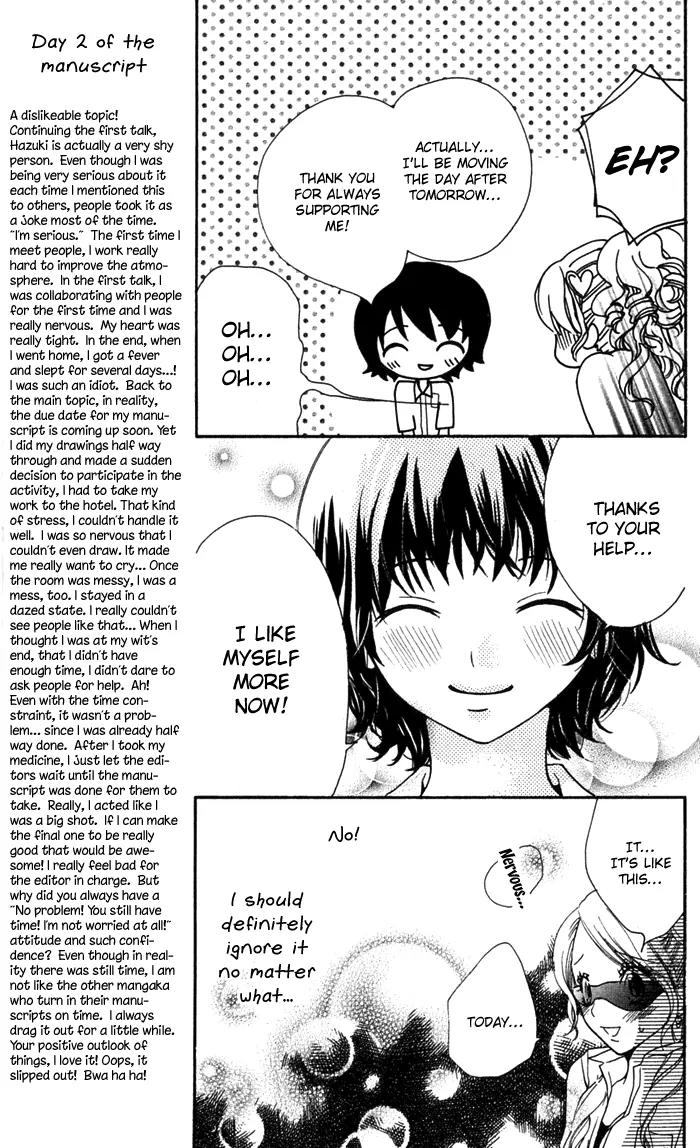 Day 2 of the
manuscript
A dislikeable topic!
Continuing the first talk,
Hazuki is actually a very shy
person. Even though I was
being very serious about it
each time I mentioned this
to others, people took it as
a joke most of the time.
"I'm serious." The first time I
meet people, I work really
hard to improve the atmo-
sphere. In the first talk, I
was collaborating with people
for the first time and I was
really nervous. My heart was
really tight. In the end, when
I went home, I got a fever
and slept for several days...!
I was such an idiot. Back to
the main topic, in reality,
the due date for my manu-
script is coming up soon. Yet
I did my drawings half way
through and made a sudden
decision to participate in the
activity, I had to take my
work to the hotel. That kind
of stress, I couldn't handle it
well. I was so nervous that I
couldn't even draw. It made
me really want to cry... Once
the room was messy, I was a
mess, too. I stayed in a
dazed state. I really couldn't
see people like that... When I
thought I was at my wit's
end, that I didn't have
enough time, I didn't dare to
ask people for help. Ah!
Even with the time con-
straint, it wasn't a prob-
lem... since I was already half
way done. After I took my
medicine, I just let the edi-
tors wait until the manu-
script was done for them to
take. Really, I acted like I
was a big shot. If I can make
the final one to be really
good that would be awe-
some! I really feel bad for
the editor in charge. But
why did you always have a
"No problem! You still have
time! I'm not worried at all!"
attitude and such confi-
dence? Even though in real-
ity there was still time, I am
not like the other mangaka
who turn in their manu-
scripts on time. I always
drag it out for a little while.
Your positive outlook of
things, I love it! Oops, it
slipped out! Bwa ha ha!
EH?
ACTUALLY...
I'LL BE MOVING
THE DAY AFTER
TOMORROW...
THANK YOU
FOR ALWAYS
SUPPORTING
ME!
OH...
OH...
OH...
THANKS
TO YOUR
HELP...
I LIKE
MYSELF
MORE
NOW!
IT...
IT'S LIKE
THIS...
Nervous...
No!
I should
definitely
ignore it
no matter
what...
TODAY...